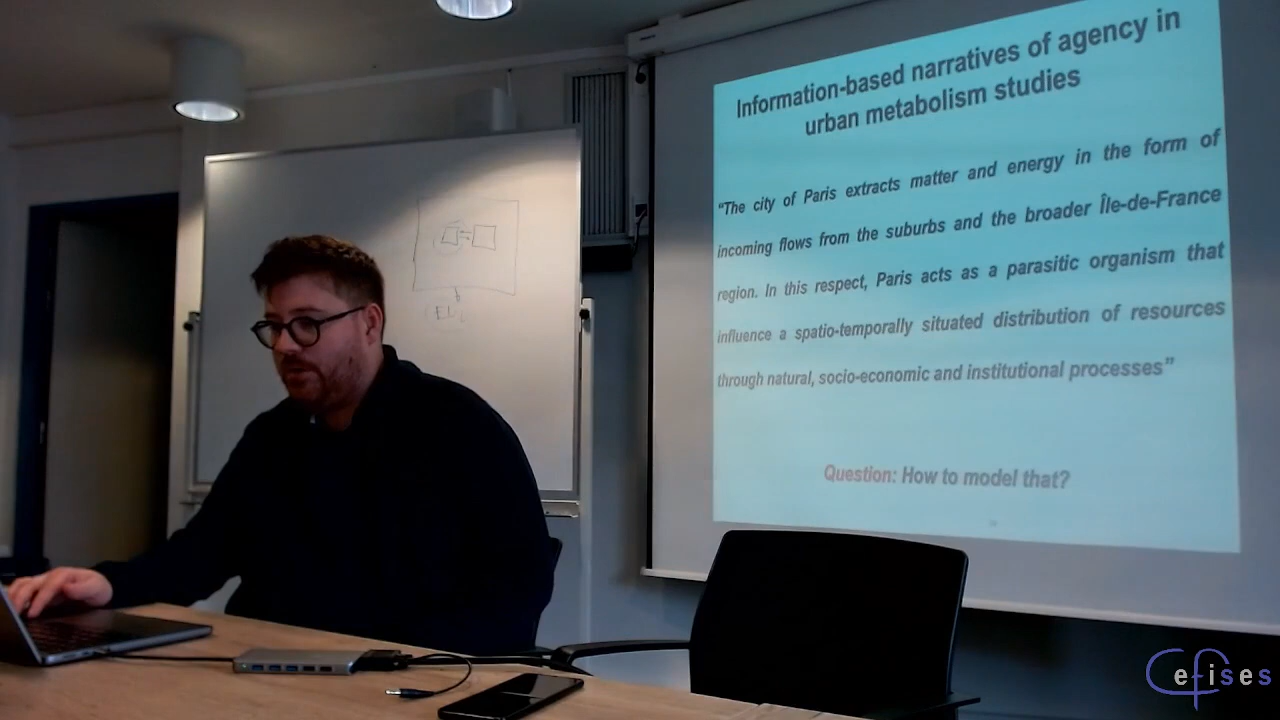 Information-based narratives of agency in
urban metabolism studies
“The city of Paris extracts matter and energy in the form of
incoming flows from the suburbs and the broader Île-de-France
region. In this respect, Paris acts as a parasitic organism that
influence a spatio-temporally situated distribution of resources
through natural, socio-economic and institutional processes”
Question: How to model that?
Cefises